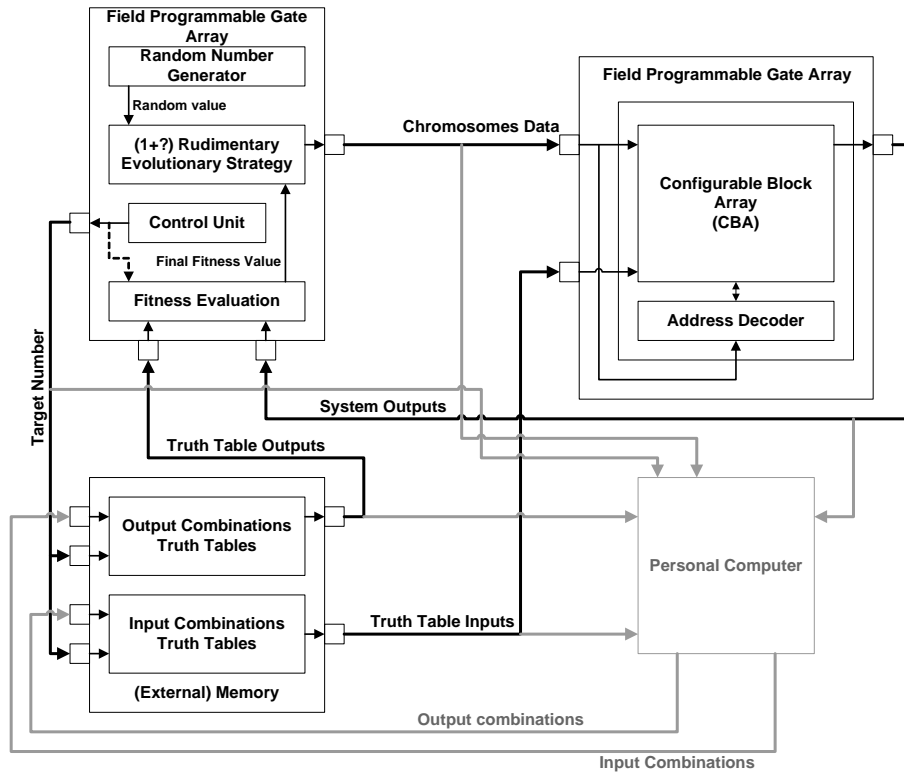 Field Programmable Gate
Array
Random Number
Generator
Random value
(1+?) Rudimentary
Evolutionary Strategy
Control Unit
Final Fitness Value
Fitness Evaluation
Chromosomes Data
Field Programmable Gate Array
Configurable Block
Array
(CBA)
Address Decoder
Target Number
System Outputs
Truth Table Outputs
Output Combinations
Truth Tables
Input Combinations
Truth Tables
(External) Memory
Truth Table Inputs
Personal Computer
Output combinations
Input Combinations